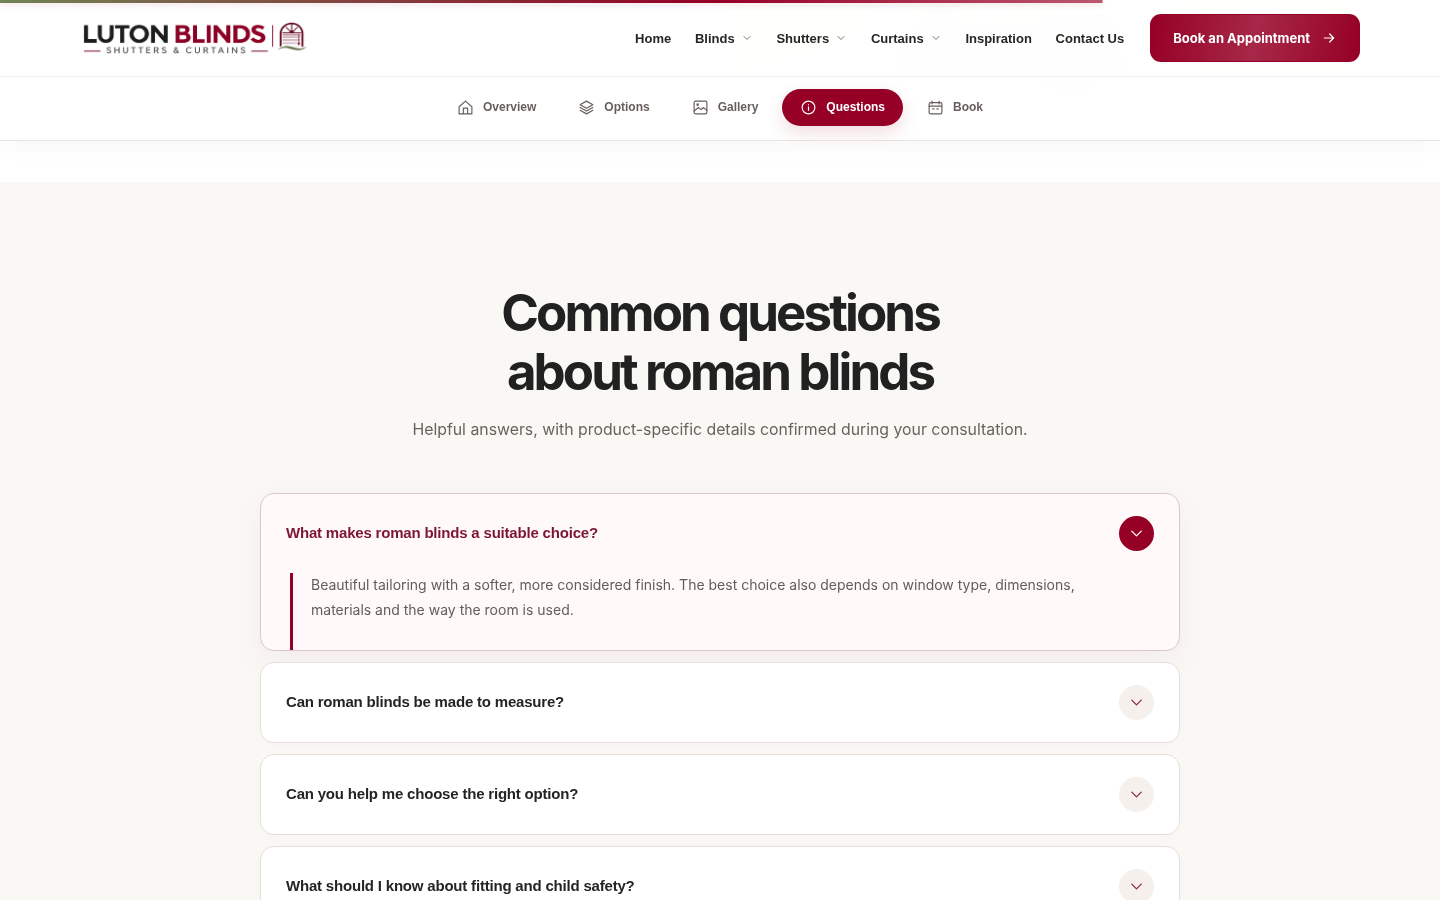 LUTON BLINDS
SHUTTERS & CURTAINS
Home
Blinds
Shutters
Curtains
Inspiration
Contact Us
Book an Appointment
Overview
Options
Gallery
Questions
Book
Common questions
about roman blinds
Helpful answers, with product-specific details confirmed during your consultation.
What makes roman blinds a suitable choice?
Beautiful tailoring with a softer, more considered finish. The best choice also depends on window type, dimensions,
materials and the way the room is used.
Can roman blinds be made to measure?
Can you help me choose the right option?
What should I know about fitting and child safety?